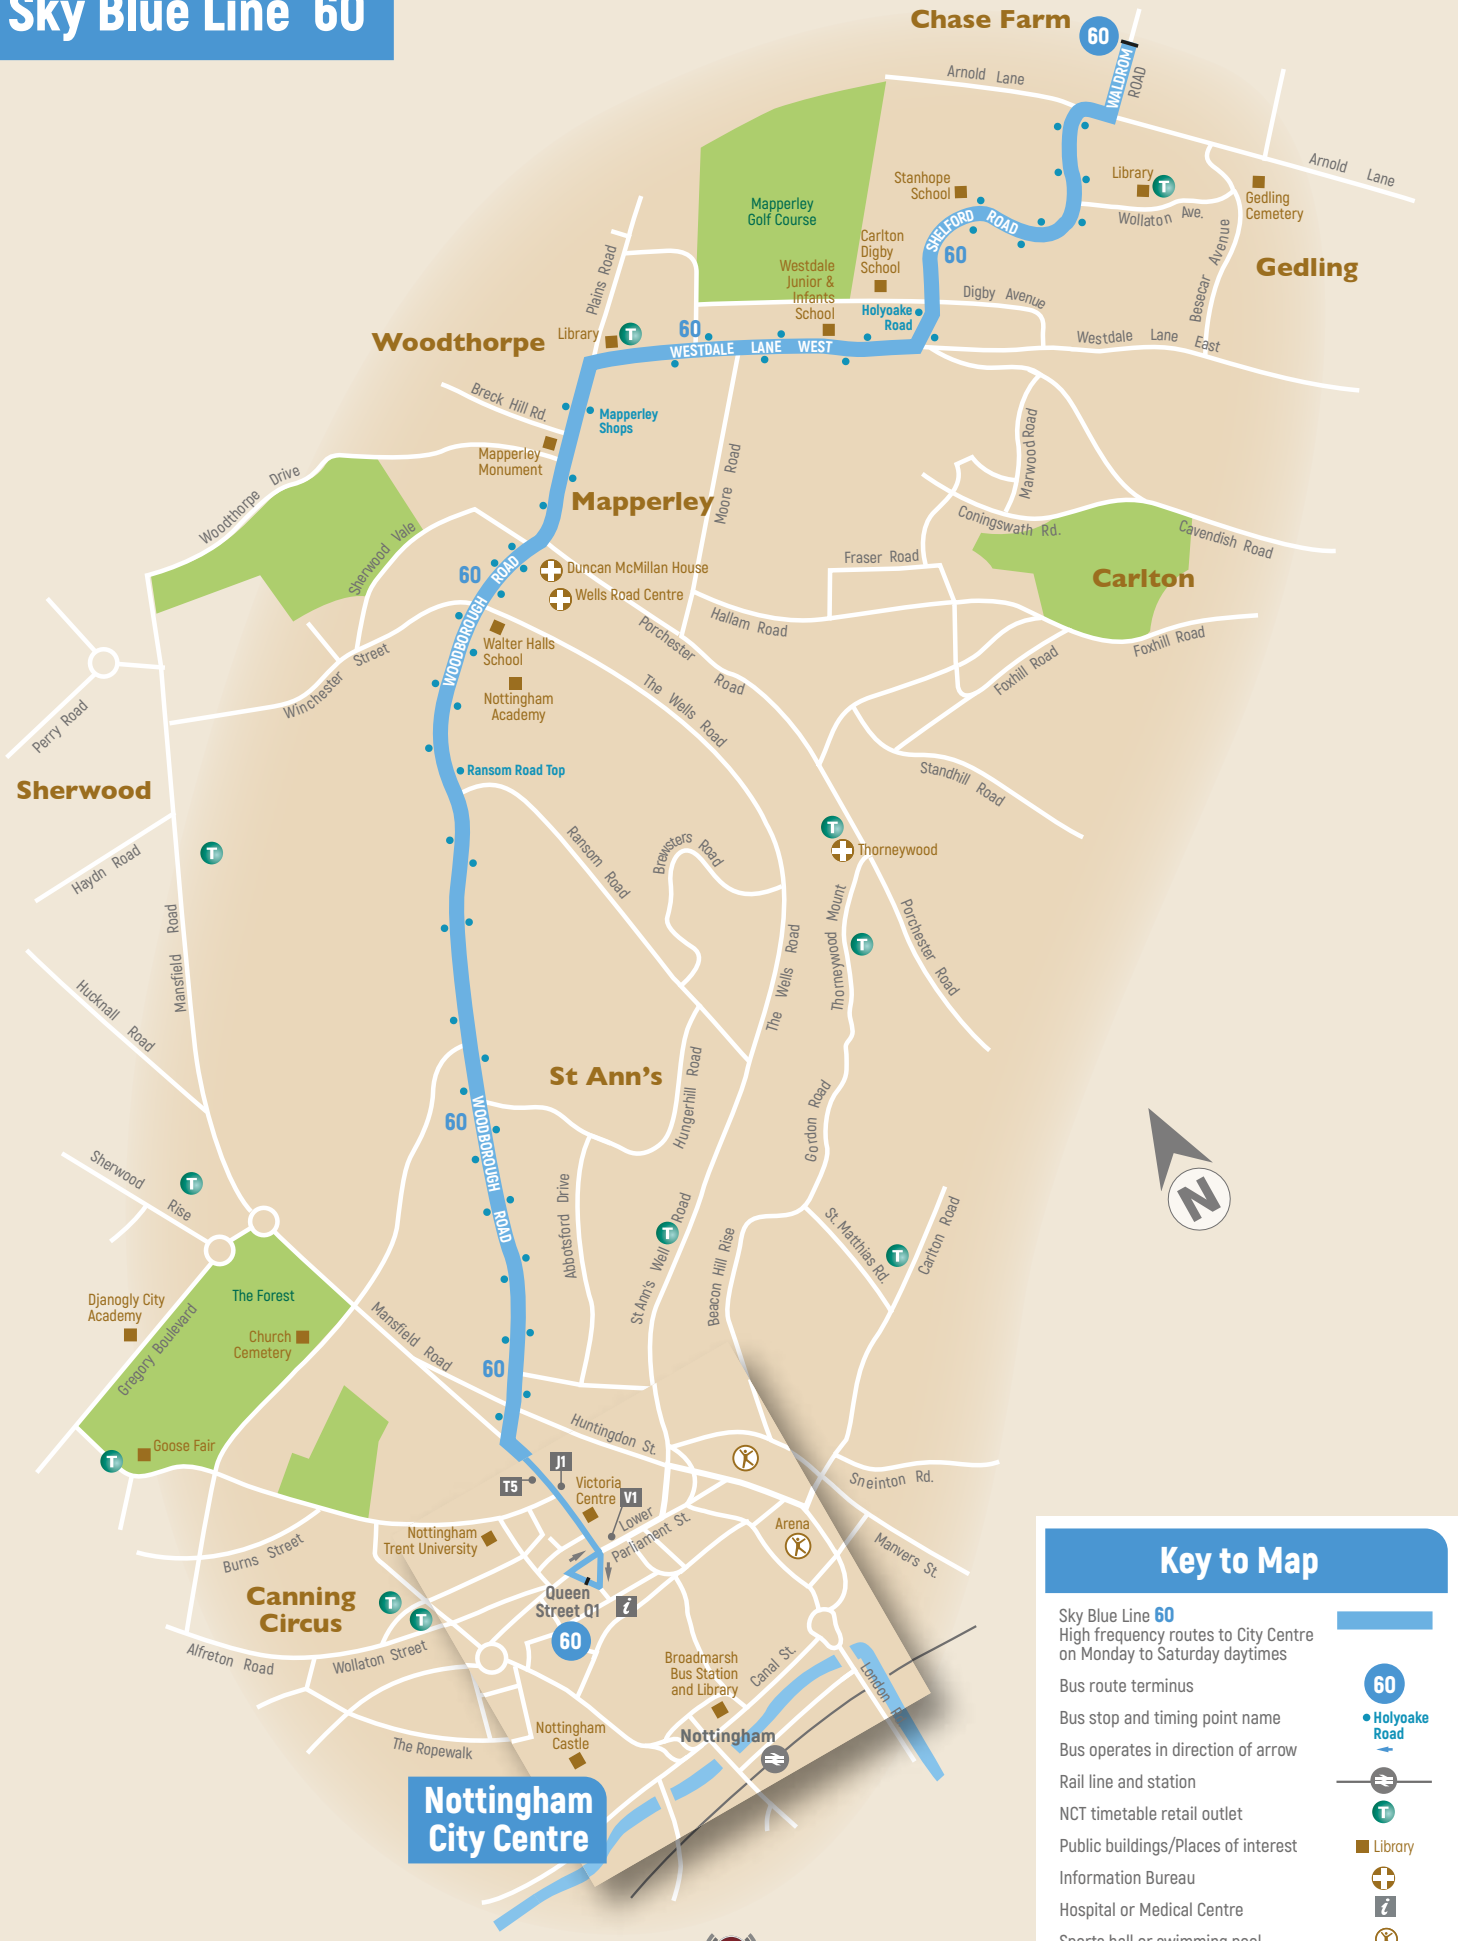 Sky Blue Line 60
Chase Farm
60
WALDROM
ROAD
Arnold Lane
Arnold Lane
Stanhope
School
Library
T
Gedling
Cemetery
Wollaton Ave.
Mapperley
Golf Course
SHELFORD ROAD
60
Carlton
Digby
School
Besecar Avenue
Gedling
Westdale
Junior &
Infants
School
Plains Road
Holyoake
Road
Digby Avenue
Woodthorpe
Library
T
60
WESTDALE LANE WEST
Westdale Lane East
Breck Hill Rd.
Mapperley
Shops
Mapperley
Monument
Moore Road
Marwood Road
Woodthorpe Drive
Mapperley
Coningswath Rd.
Cavendish Road
Sherwood Vale
Fraser Road
Carlton
60
ROAD
Duncan McMillan House
Wells Road Centre
WOODBOROUGH
Walter Halls
School
Hallam Road
Porchester Road
Foxhill Road
Foxhill Road
Winchester Street
Nottingham
Academy
The Wells Road
Perry Road
Ransom Road Top
Standhill Road
Sherwood
T
Thorneywood
T
Haydn Road
Ransom Road
Brewsters Road
Mansfield Road
Thorneywood Mount
Porchester Road
T
The Wells Road
Hucknall Road
St Ann's
Hungerhill Road
Gordon Road
60
WOODBOROUGH ROAD
N
Sherwood Rise
T
Abbotsford Drive
St Ann's Well Road
T
Beacon Hill Rise
St. Matthias Rd.
T
Carlton Road
The Forest
Djanogly City
Academy
Church
Cemetery
Gregory Boulevard
Mansfield Road
60
Goose Fair
T
Huntingdon St.
J1
T5
Victoria
Centre
V1
Sneinton Rd.
Lower
Parliament St.
Arena
Manvers St.
Nottingham
Trent University
Burns Street
Canning
Circus
T
T
Queen
Street Q1
i
60
Alfreton Road
Wollaton Street
Broadmarsh
Bus Station
and Library
Canal St.
London
Nottingham
Castle
Nottingham
The Ropewalk
Nottingham
City Centre
Key to Map
Sky Blue Line 60
High frequency routes to City Centre
on Monday to Saturday daytimes
Bus route terminus
60
Bus stop and timing point name
Holyoake
Road
Bus operates in direction of arrow
Rail line and station
NCT timetable retail outlet
T
Public buildings/Places of interest
Library
Information Bureau
Hospital or Medical Centre
i
Sports hall or swimming pool